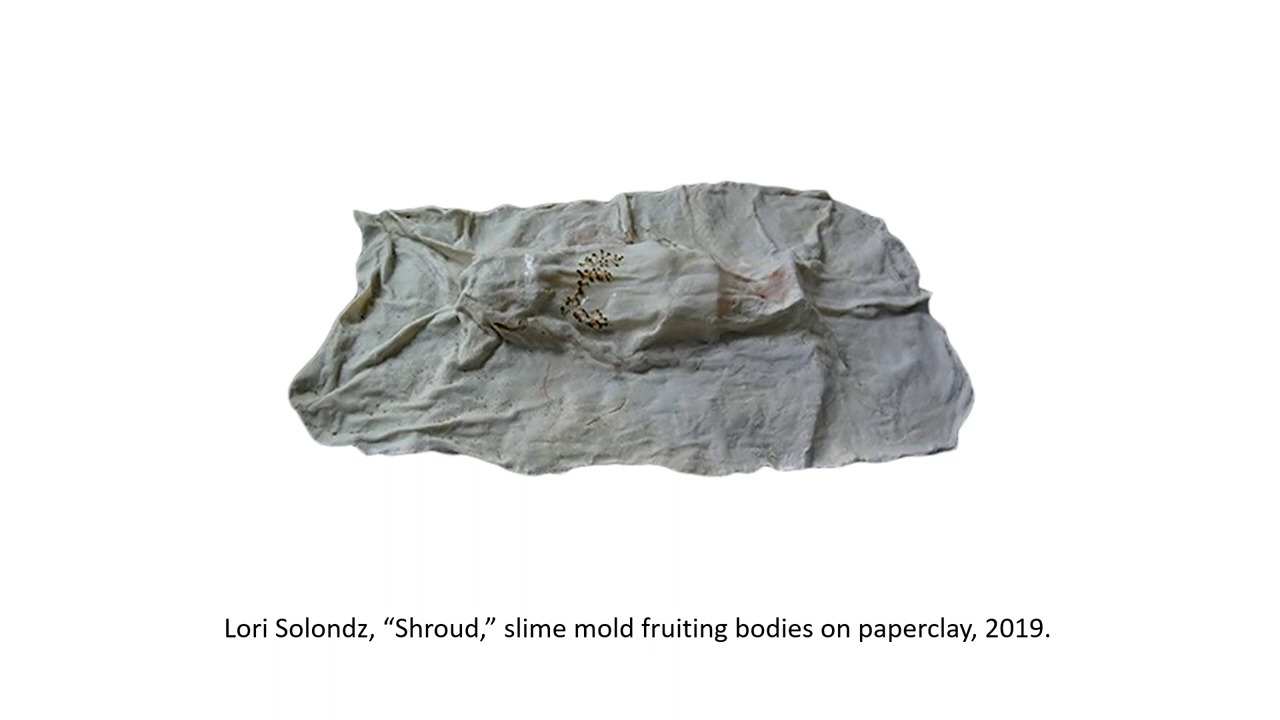 Lori Solondz, “Shroud,” slime mold fruiting bodies on paperclay, 2019.